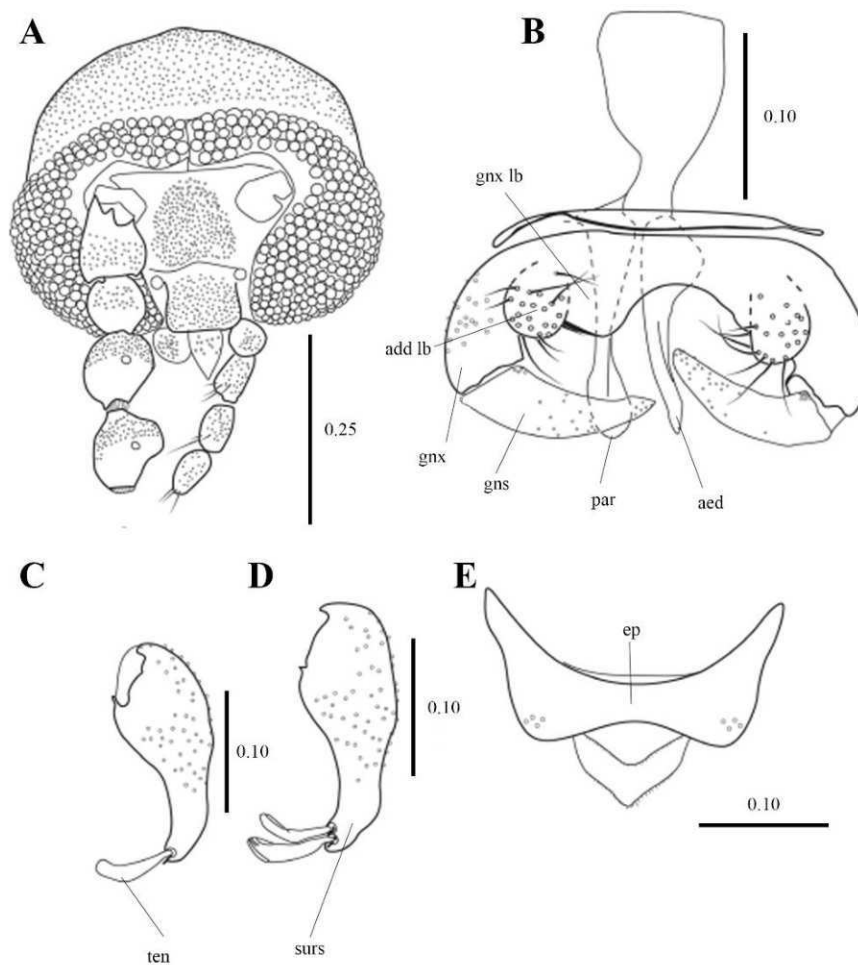 A
B
0.10
gnx lb
add lb
0.25
gnx
gns
par
aed
C
D
E
ep
0.10
0.10
0.10
ten
surs